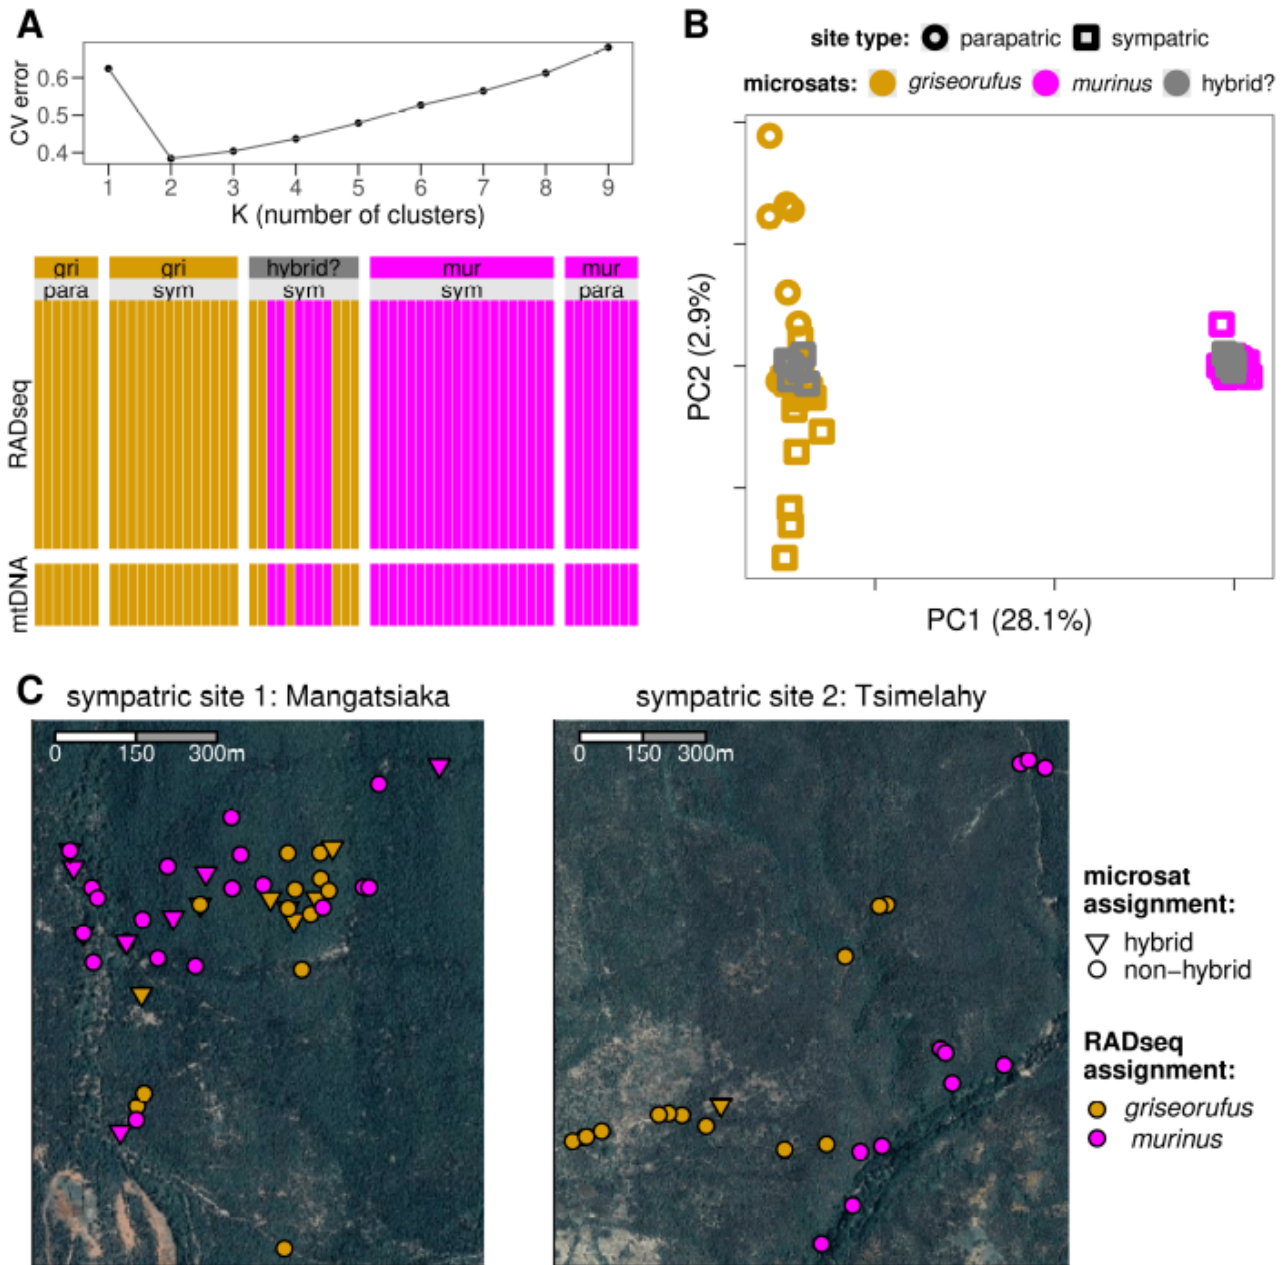 A
CV error
0.6
0.5
0.4
1 2 3 4 5 6 7 8 9
K (number of clusters)
gri gri hybrid? mur mur
para sym sym sym para
RADseq
mtDNA
B
site type: parapatric sympatric
microsats: griseorufus murinus hybrid?
PC2 (2.9%)
PC1 (28.1%)
C
sympatric site 1: Mangatsiaka
0 150 300m
sympatric site 2: Tsimelahy
0 150 300m
microsat
assignment:
hybrid
non-hybrid
RADseq
assignment:
griseorufus
murinus